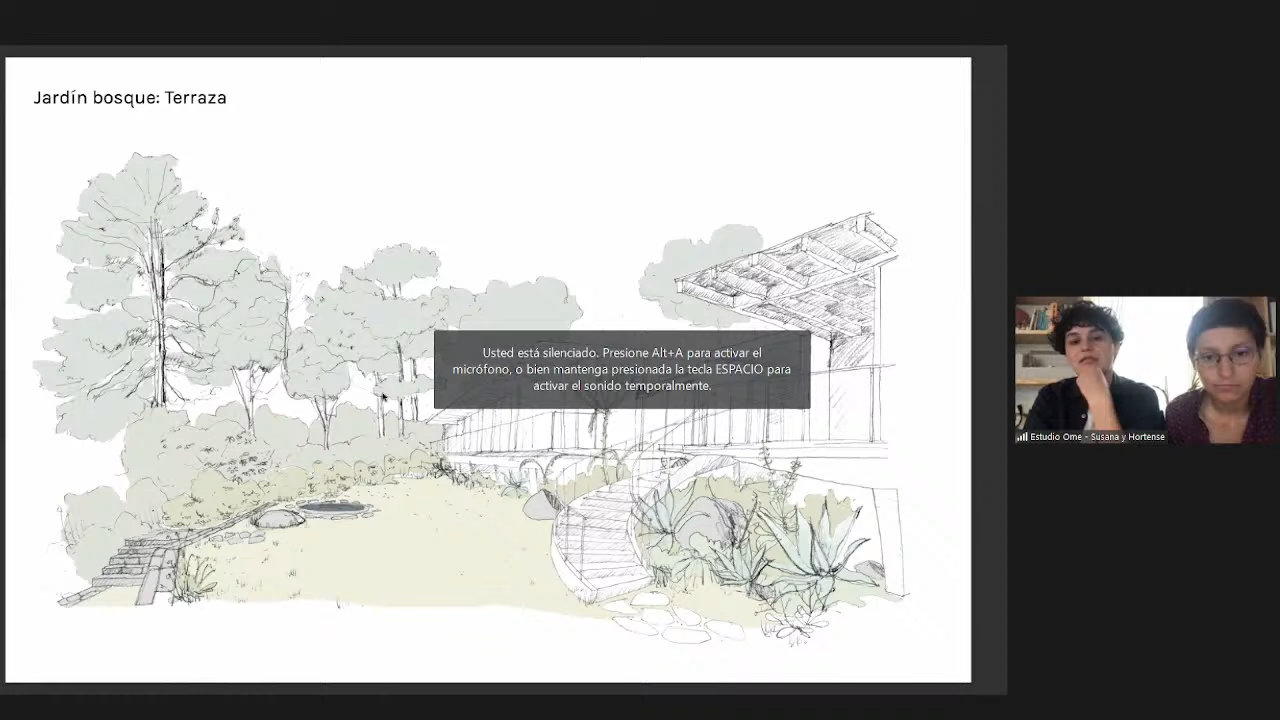 Jardín bosque: Terraza
Usted está silenciado. Presione Alt+A para activar el
micrófono, o bien mantenga presionada la tecla ESPACIO para
activar el sonido temporalmente.
Estudio Ome - Susana y Hortense